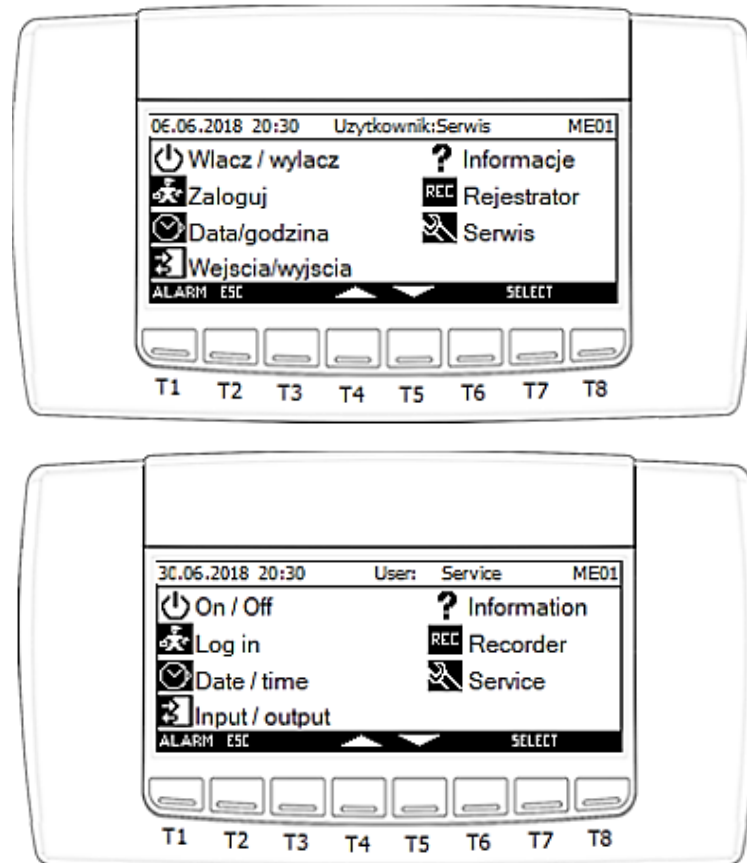 06.06.2018 20:30 Uzytkownik:Serwis ME01
Wlacz / wylacz ? Informacje
Zaloguj REC Rejestrator
Data/godzina Serwis
Wejscia/wyjscia
ALARM ESC SELECT
T1 T2 T3 T4 T5 T6 T7 T8
30.06.2018 20:30 User: Service ME01
On / Off ? Information
Log in REC Recorder
Date / time Service
Input / output
ALARM ESC SELECT
T1 T2 T3 T4 T5 T6 T7 T8